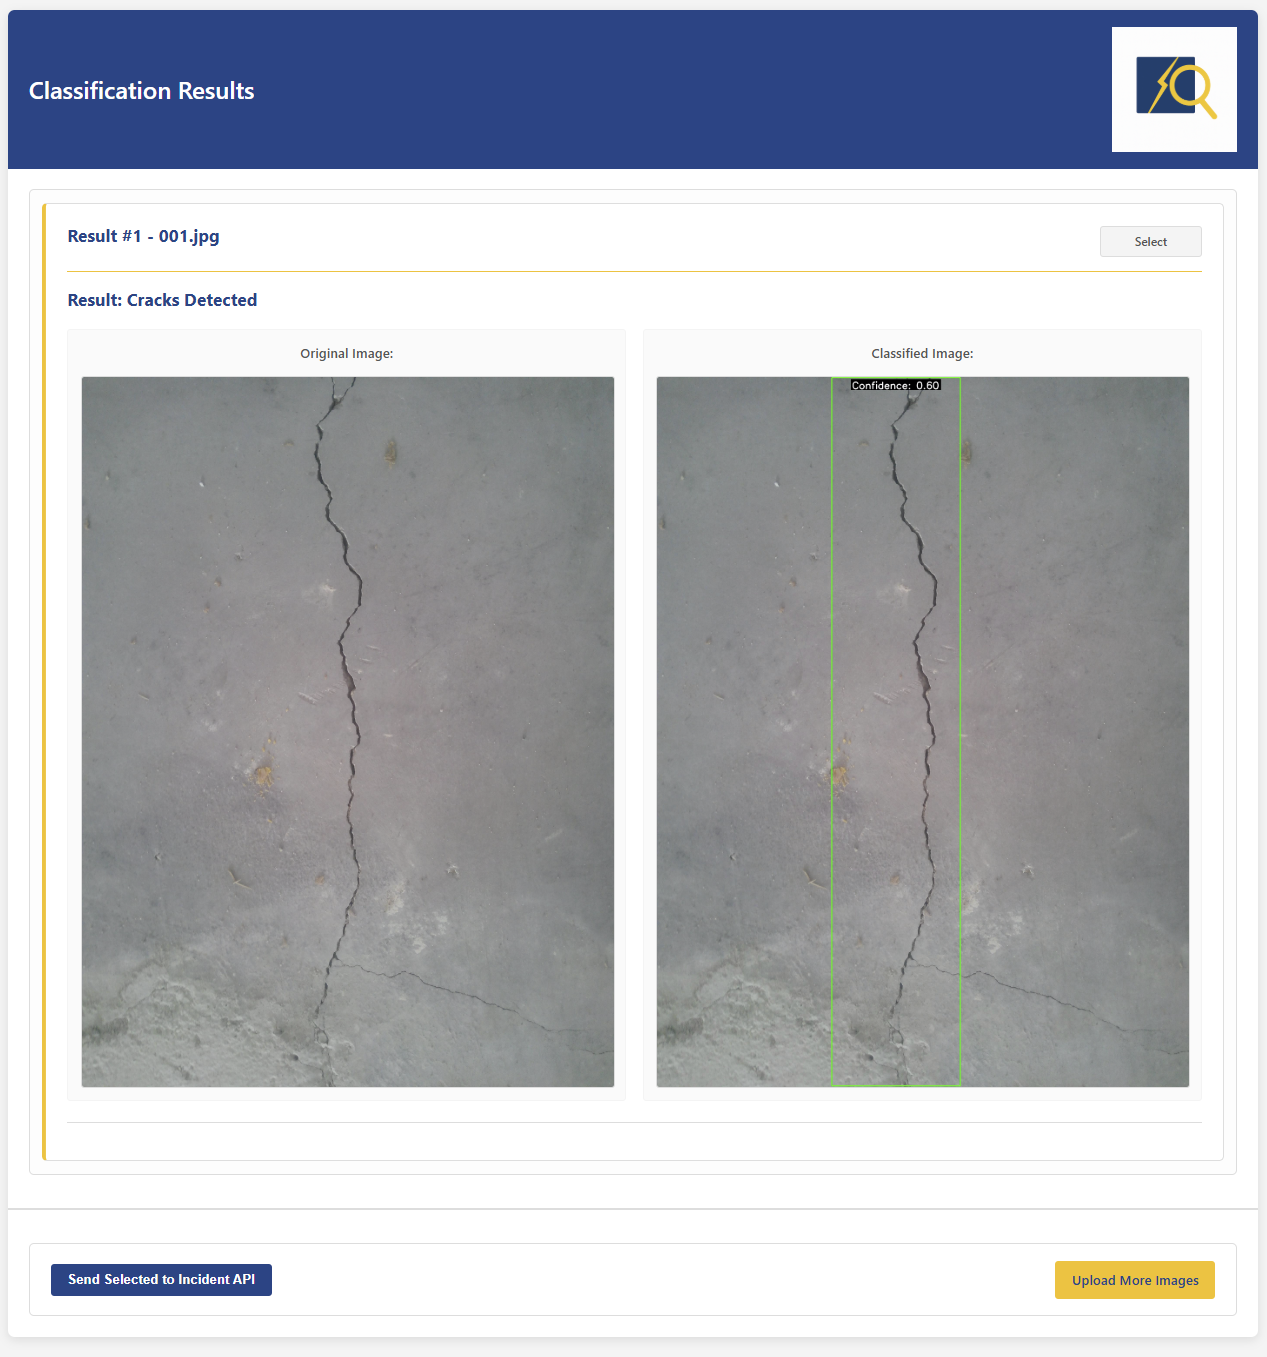 Classification Results
Result #1 - 001.jpg
Select
Result: Cracks Detected
Original Image:
Classified Image:
Confidence: 0.60
Send Selected to Incident API
Upload More Images